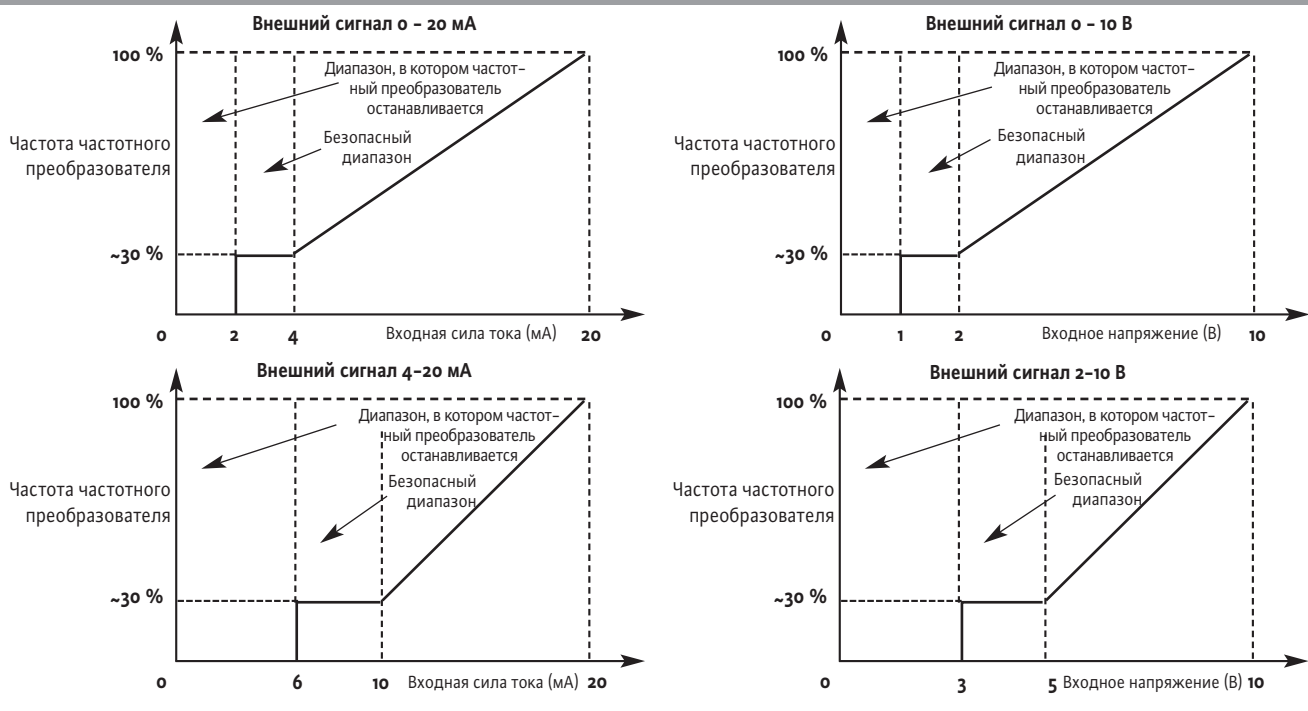 Внешний сигнал 0 – 20 мА
100 %
Диапазон, в котором частот–
ный преобразователь
останавливается
Безопасный
диапазон
Частота частотного
преобразователя
~30 %
0
2
4
Входная сила тока (мА)
20
Внешний сигнал 0 – 10 В
100 %
Диапазон, в котором частот–
ный преобразователь
останавливается
Безопасный
диапазон
Частота частотного
преобразователя
~30 %
0
1
2
Входное напряжение (В)
10
Внешний сигнал 4–20 мА
100 %
Диапазон, в котором частот–
ный преобразователь
останавливается
Безопасный
диапазон
Частота частотного
преобразователя
~30 %
0
6
10
Входная сила тока (мА)
20
Внешний сигнал 2–10 В
100 %
Диапазон, в котором частот–
ный преобразователь
останавливается
Безопасный
диапазон
Частота частотного
преобразователя
~30 %
0
3
5
Входное напряжение (В)
10